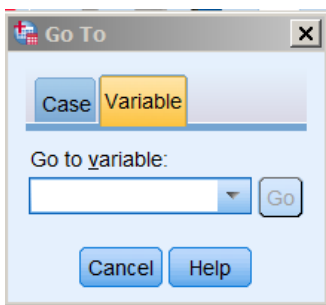 Go To
Case Variable
Go to variable:
Go
Cancel Help